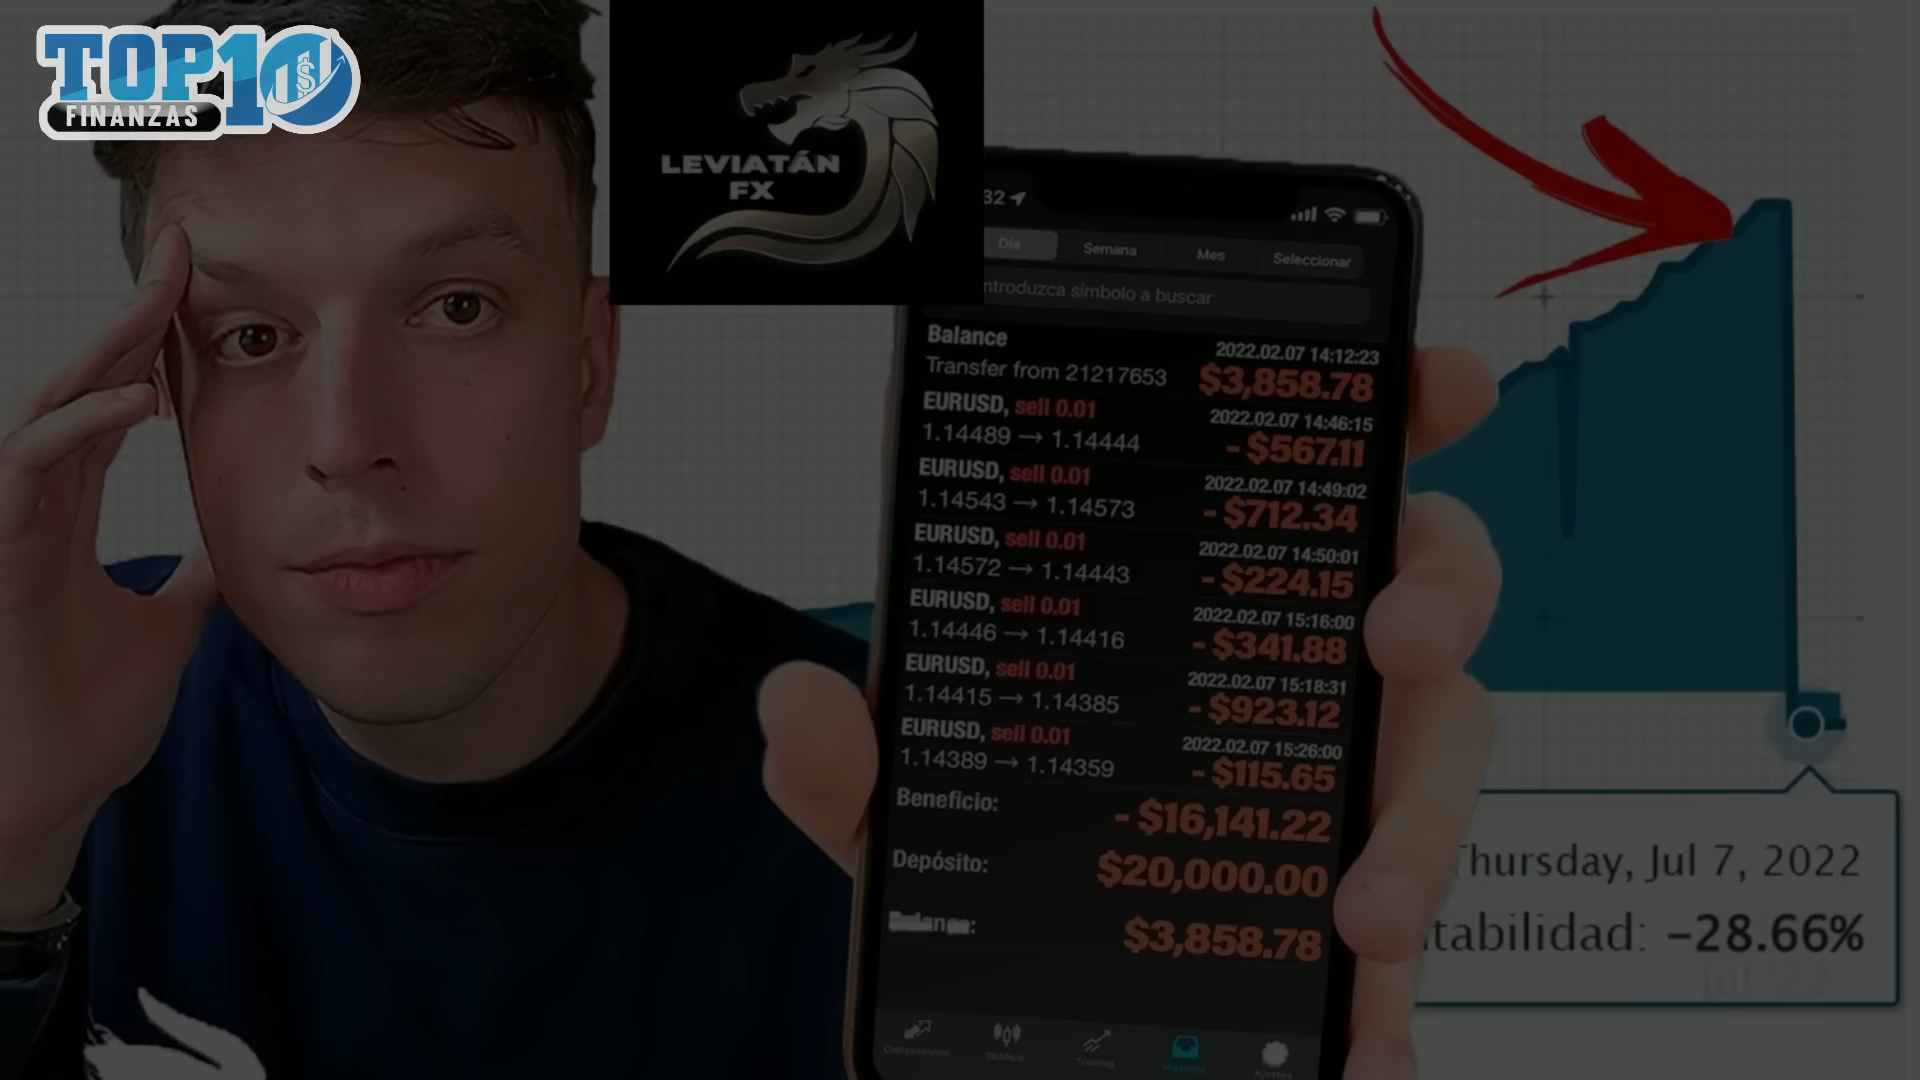 TOP10
FINANZAS
LEVIATÁN
FX
32
Día Semana Mes Seleccionar
ntroduzca símbolo a buscar
Balance 2022.02.07 14:12:23
Transfer from 21217653 $3,858.78
EURUSD, sell 0.01 2022.02.07 14:46:15
1.14489 → 1.14444 - $567.11
EURUSD, sell 0.01 2022.02.07 14:49:02
1.14543 → 1.14573 - $712.34
EURUSD, sell 0.01 2022.02.07 14:50:01
1.14572 → 1.14443 - $224.15
EURUSD, sell 0.01 2022.02.07 15:16:00
1.14446 → 1.14416 - $341.88
EURUSD, sell 0.01 2022.02.07 15:18:31
1.14415 → 1.14385 - $923.12
EURUSD, sell 0.01 2022.02.07 15:26:00
1.14389 → 1.14359 - $115.65
Beneficio: - $16,141.22
Depósito: $20,000.00
$3,858.78
Gráfico Trading Historial Ajustes
Thursday, Jul 7, 2022
tabilidad: -28.66%